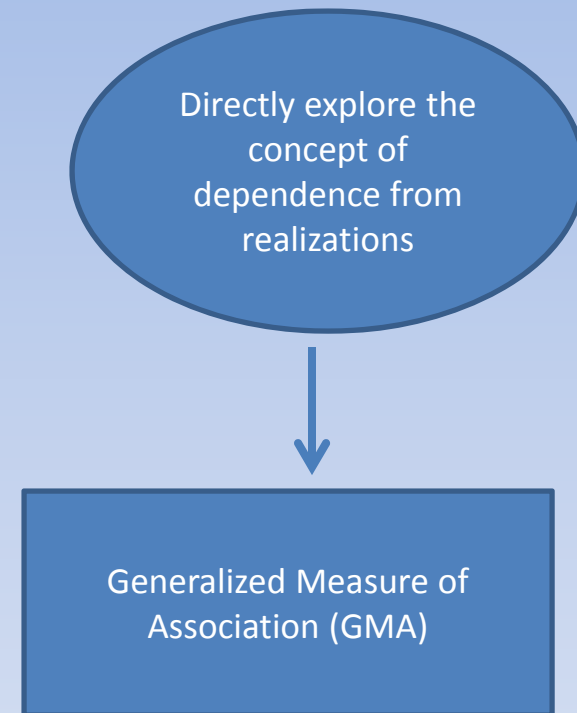 Directly explore the
concept of
dependence from
realizations
Generalized Measure of
Association (GMA)